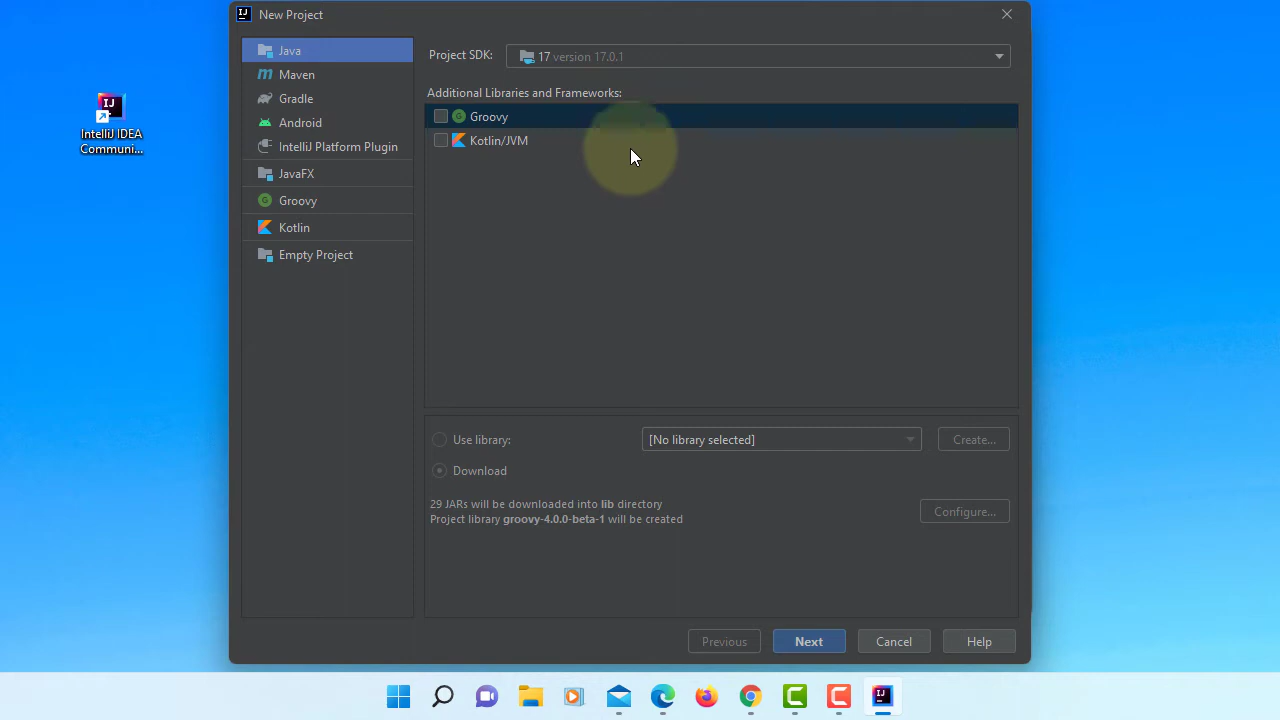 New Project
Java
Maven
Gradle
Android
IntelliJ Platform Plugin
JavaFX
Groovy
Kotlin
Empty Project
Project SDK:
17 version 17.0.1
Additional Libraries and Frameworks:
Groovy
Kotlin/JVM
Use library:
[No library selected]
Create...
Download
29 JARs will be downloaded into lib directory
Project library groovy-4.0.0-beta-1 will be created
Configure...
Previous
Next
Cancel
Help
IJ
IntelliJ IDEA
Communi...